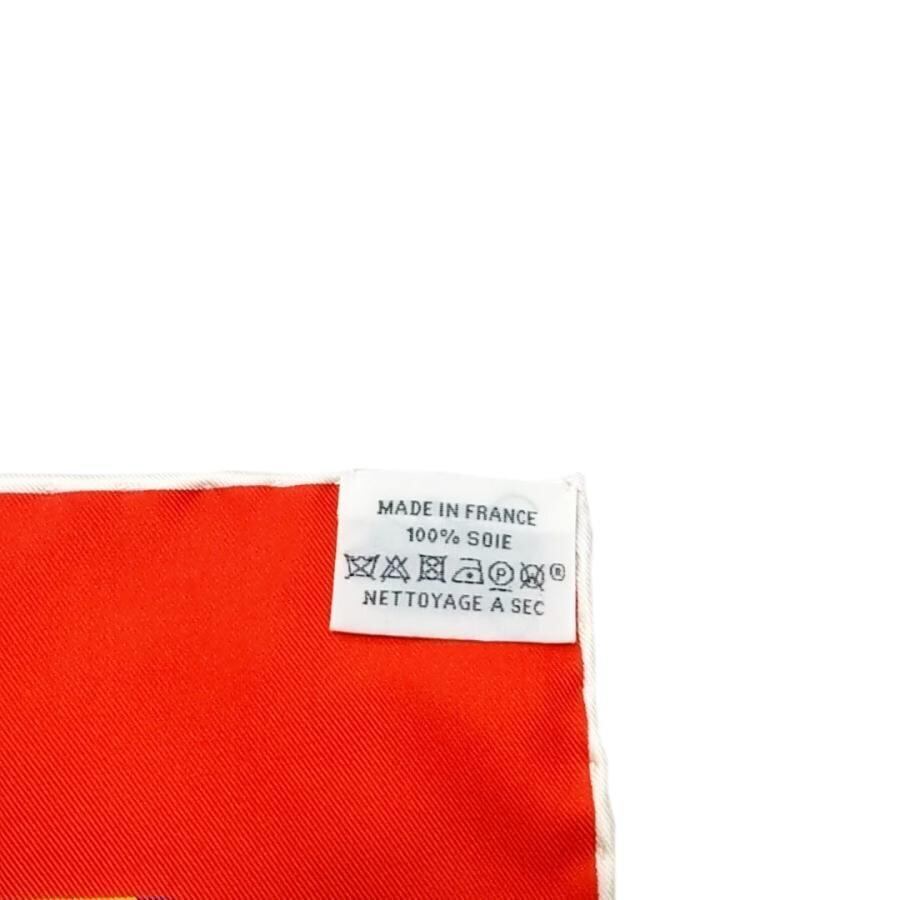 MADE IN FRANCE
100% SOIE
P W ®
NETTOYAGE A SEC